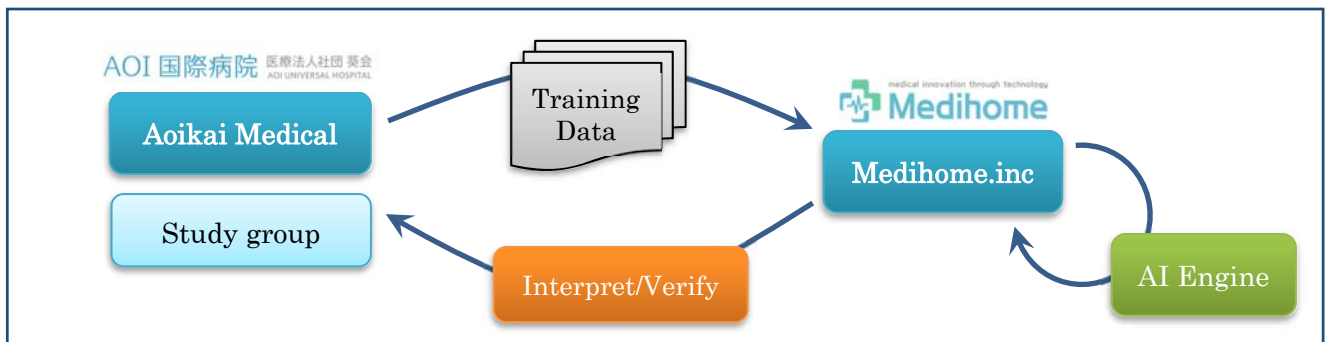 AOI 国際病院 医療法人社団 葵会
AOI UNIVERSAL HOSPITAL
Aoikai Medical
Study group
Training
Data
Interpret/Verify
medical innovation through technology
Medihome
Medihome.inc
AI Engine